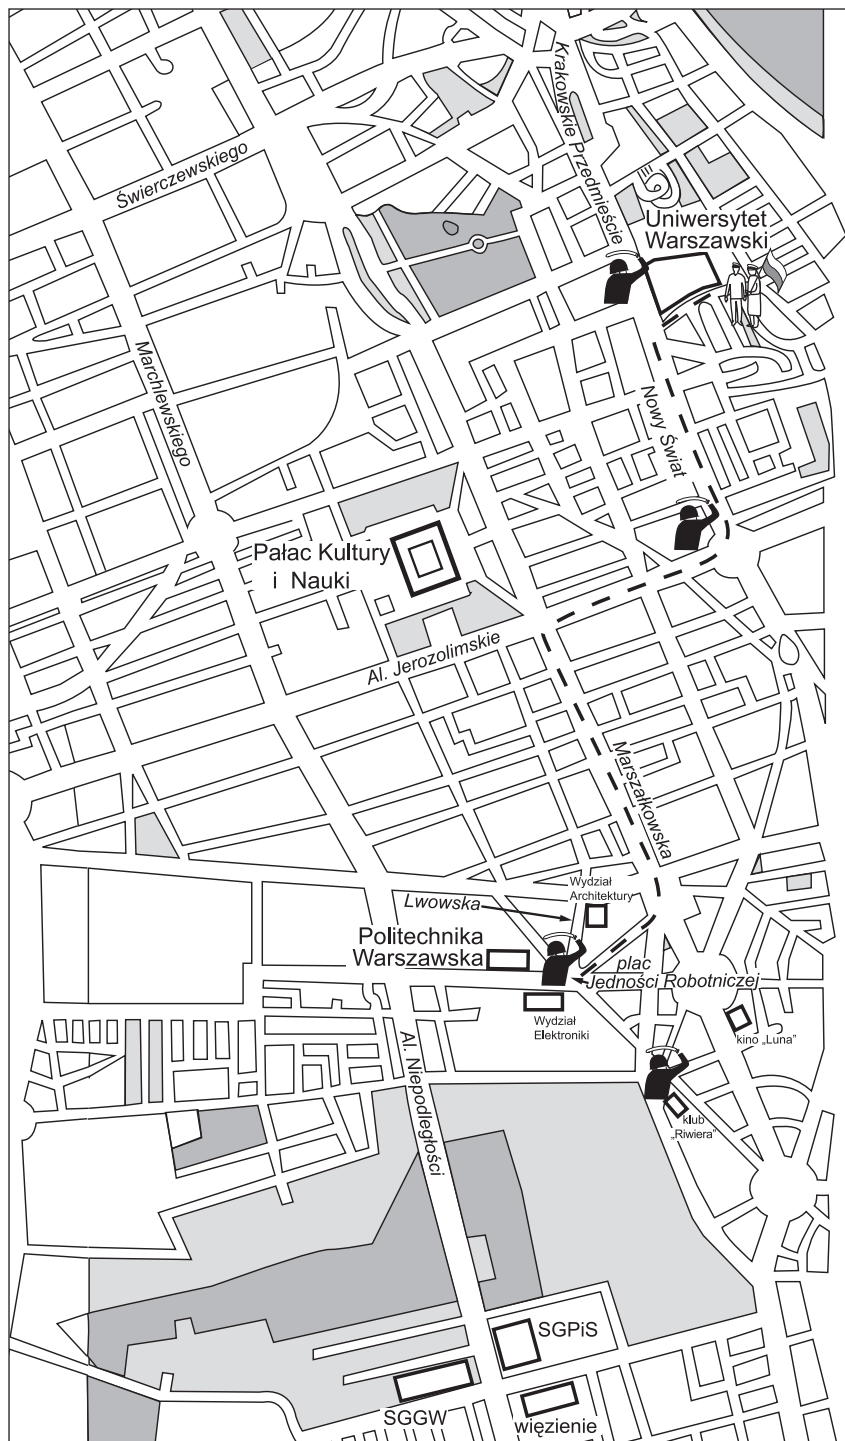 Krakowskie Przedmieście
Świerczewskiego
Uniwersytet
Warszawski
Marchlewskiego
Nowy Świat
Pałac Kultury
i Nauki
Al. Jerozolimskie
Marszałkowska
Wydział
Architektury
Lwowska
Politechnika
Warszawska
plac
Jedności Robotniczej
Wydział
Elektroniki
kino „Luna”
Al. Niepodległości
klub
„Riwiera”
SGPiS
SGGW
więzienie